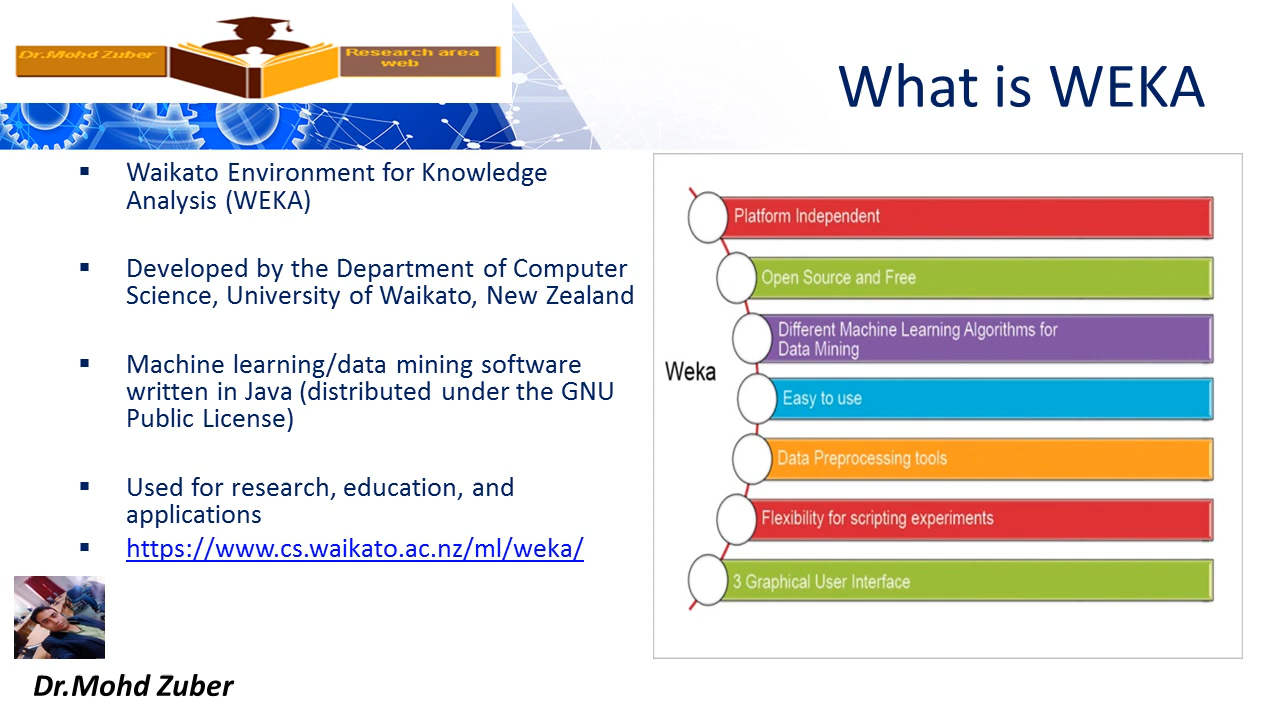 Dr.Mohd Zuber
Research area
web
What is WEKA
▪ Waikato Environment for Knowledge
Analysis (WEKA)
▪ Developed by the Department of Computer
Science, University of Waikato, New Zealand
▪ Machine learning/data mining software
written in Java (distributed under the GNU
Public License)
▪ Used for research, education, and
applications
▪ https://www.cs.waikato.ac.nz/ml/weka/
Weka
Platform Independent
Open Source and Free
Different Machine Learning Algorithms for
Data Mining
Easy to use
Data Preprocessing tools
Flexibility for scripting experiments
3 Graphical User Interface
Dr.Mohd Zuber